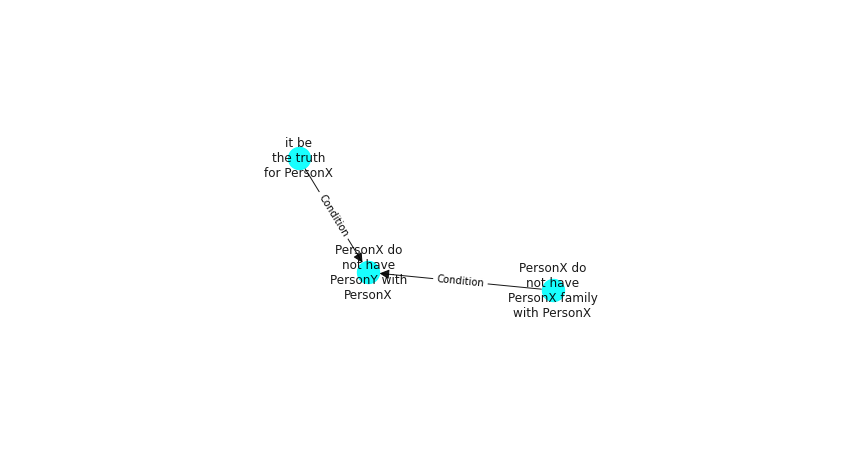 it be
the truth
for PersonX
Condition
PersonX do
not have
PersonY with
PersonX
Condition
PersonX do
not have
PersonX family
with PersonX